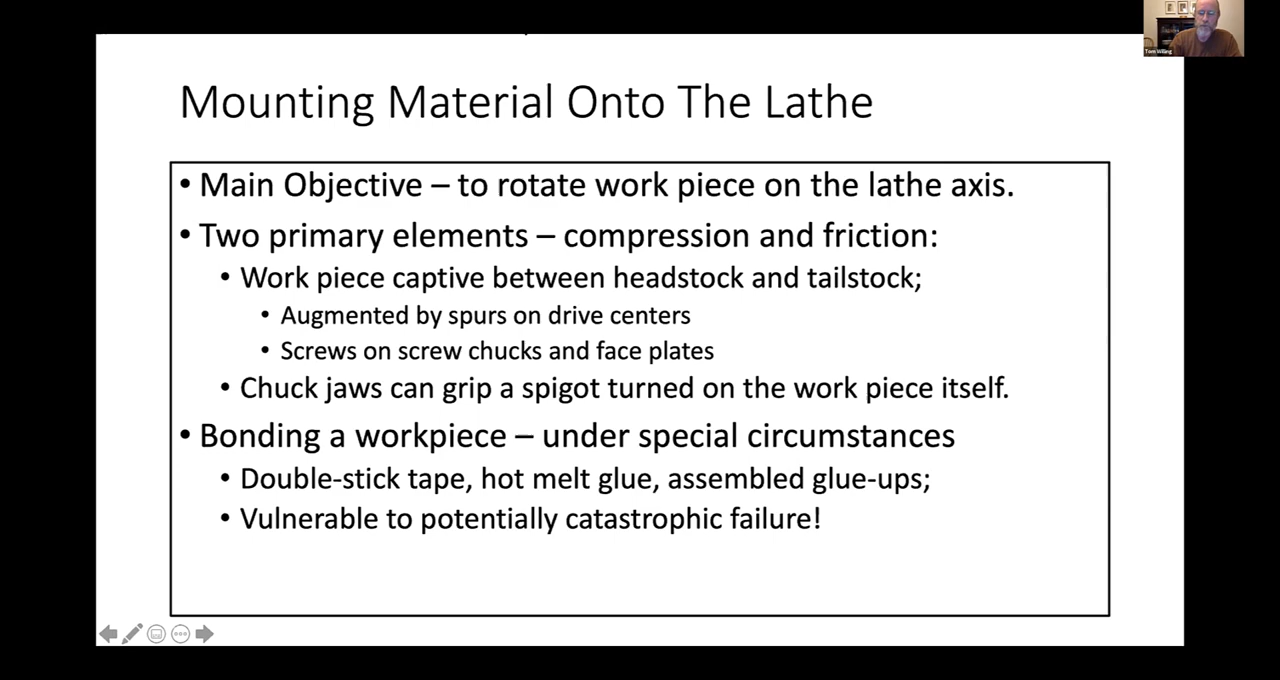 Tom Willing
Mounting Material Onto The Lathe
• Main Objective – to rotate work piece on the lathe axis.
• Two primary elements – compression and friction:
• Work piece captive between headstock and tailstock;
• Augmented by spurs on drive centers
• Screws on screw chucks and face plates
• Chuck jaws can grip a spigot turned on the work piece itself.
• Bonding a workpiece – under special circumstances
• Double-stick tape, hot melt glue, assembled glue-ups;
• Vulnerable to potentially catastrophic failure!